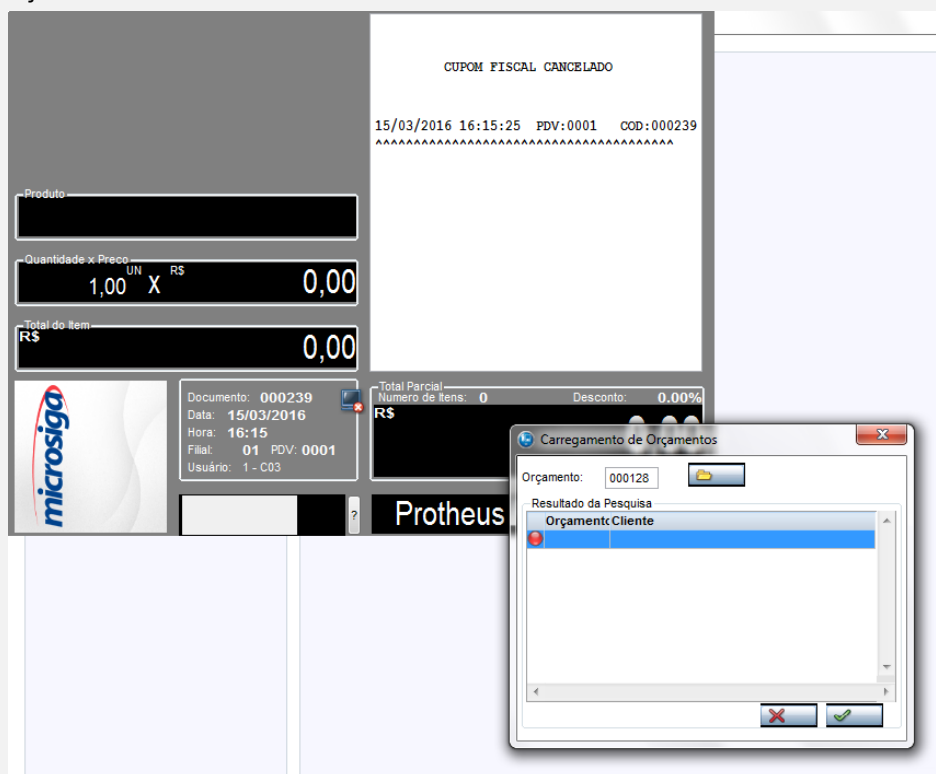 CUPOM FISCAL CANCELADO
15/03/2016 16:15:25 PDV:0001 COD:000239
^^^^^^^^^^^^^^^^^^^^^^^^^^^^^^^^^^^^^^^
Produto
Quantidade x Preço
1,00 UN X R$ 0,00
Total do Item
R$ 0,00
microsiga
Documento: 000239
Data: 15/03/2016
Hora: 16:15
Filial: 01 PDV: 0001
Usuário: 1 - C03
Total Parcial
Numero de Itens: 0 Desconto: 0.00%
R$
?
Protheus
Carregamento de Orçamentos
Orçamento: 000128
Resultado da Pesquisa
Orçamento Cliente